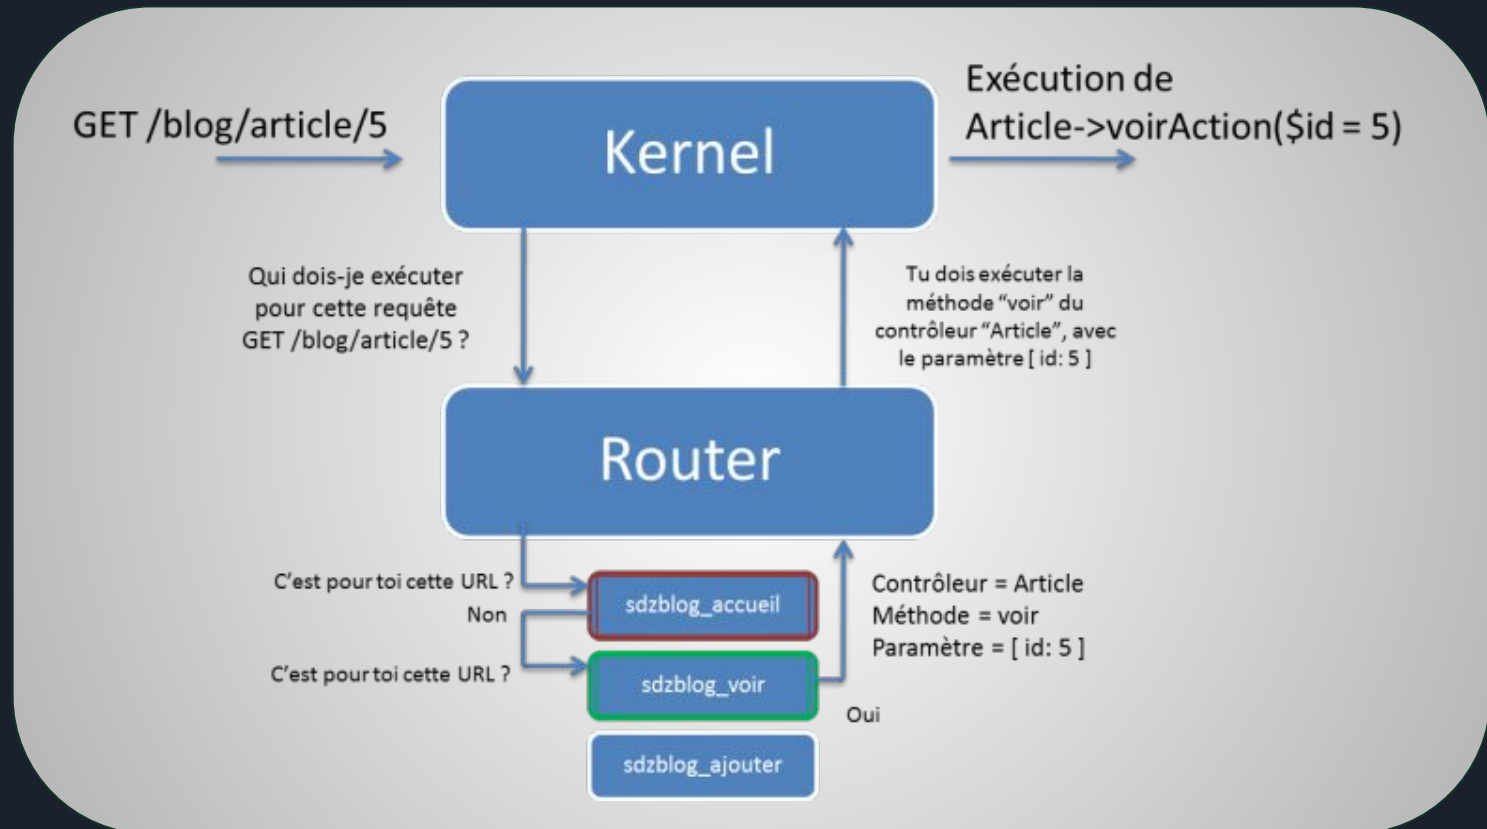 GET /blog/article/5
Kernel
Exécution de
Article->voirAction($id = 5)
Qui dois-je exécuter
pour cette requête
GET /blog/article/5 ?
Tu dois exécuter la
méthode “voir” du
contrôleur “Article”, avec
le paramètre [ id: 5 ]
Router
C’est pour toi cette URL ?
Non
sdzblog_accueil
C’est pour toi cette URL ?
sdzblog_voir
Contrôleur = Article
Méthode = voir
Paramètre = [ id: 5 ]
Oui
sdzblog_ajouter